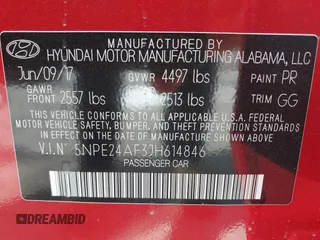 MANUFACTURED BY
HYUNDAI MOTOR MANUFACTURING ALABAMA, LLC
Jun/09/17 GVWR 4497 lbs PAINT PR
GAWR
FRONT 2557 lbs 2513 lbs TRIM GG
THIS VEHICLE CONFORMS TO ALL APPLICABLE U.S.A. FEDERAL
MOTOR VEHICLE SAFETY, BUMPER, AND THEFT PREVENTION
STANDARDS IN EFFECT ON THE DATE OF MANUFACTURE
SHOWN ABOVE.
V.I.N 5NPE24AF3JH614846
PASSENGER CAR
DREAMBID